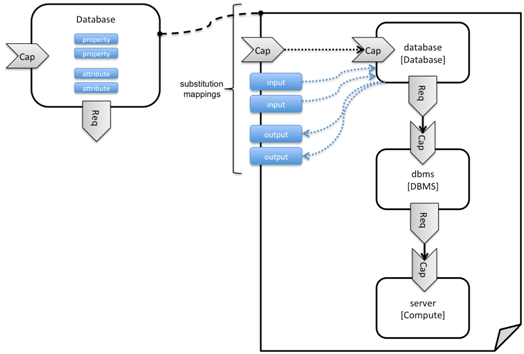 Database
property
property
attribute
attribute
Cap
Req
substitution
mappings
Cap
input
input
output
output
Cap
database
[Database]
Req
Cap
dbms
[DBMS]
Req
Cap
server
[Compute]